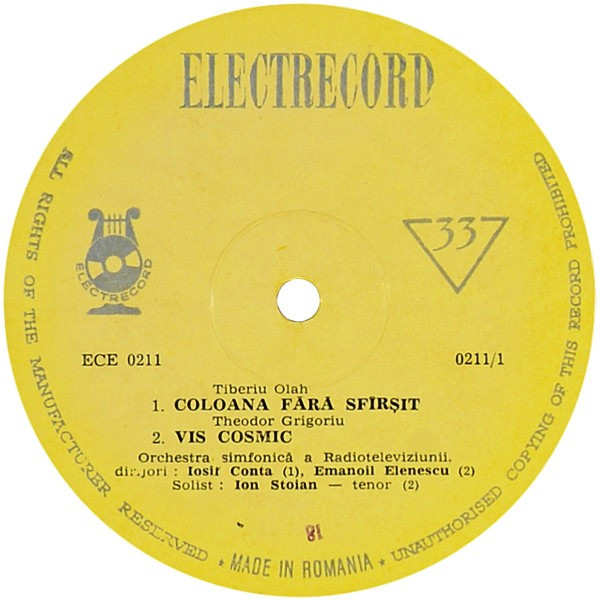 ELECTRECORD
ELECTRECORD
33
ECE 0211
0211/1
Tiberiu Olah
1. COLOANA FĂRĂ SFÎRȘIT
Theodor Grigoriu
2. VIS COSMIC
Orchestra simfonică a Radioteleviziunii.
dirijori : Iosif Conta (1), Emanoil Elenescu (2)
Solist : Ion Stoian — tenor (2)
81
ALL RIGHTS OF THE MANUFACTURER RESERVED ★ MADE IN ROMANIA ★ UNAUTHORISED COPYING OF THIS RECORD PROHIBITED